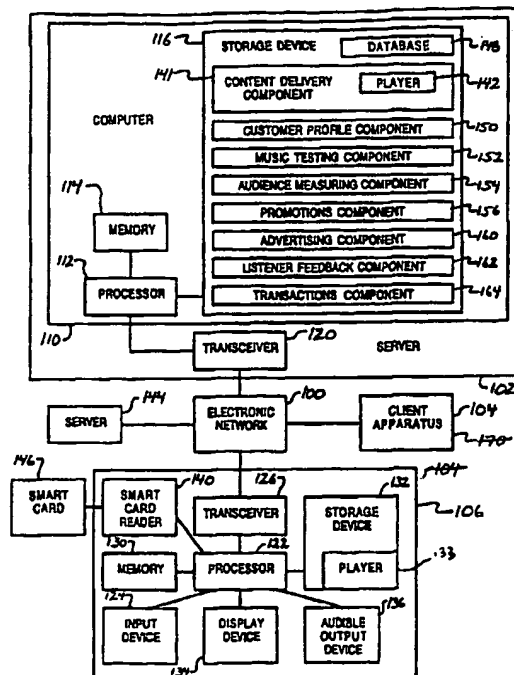 116
STORAGE DEVICE
DATABASE
148
141
CONTENT DELIVERY
COMPONENT
PLAYER
142
COMPUTER
CUSTOMER PROFILE COMPONENT
150
MUSIC TESTING COMPONENT
152
114
AUDIENCE MEASURING COMPONENT
154
MEMORY
PROMOTIONS COMPONENT
156
112
ADVERTISING COMPONENT
160
PROCESSOR
LISTENER FEEDBACK COMPONENT
162
TRANSACTIONS COMPONENT
164
110
120
TRANSCEIVER
SERVER
144
100
102
SERVER
ELECTRONIC
NETWORK
CLIENT
APPARATUS
104
170
146
140
126
132
104
SMART
CARD
SMART
CARD
READER
TRANSCEIVER
STORAGE
DEVICE
106
130
122
MEMORY
PROCESSOR
PLAYER
133
124
136
INPUT
DEVICE
DISPLAY
DEVICE
AUDIBLE
OUTPUT
DEVICE
134